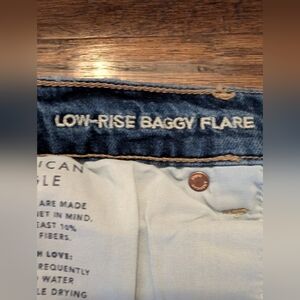 LOW-RISE BAGGY FLARE
ICAN
GLE
ARE MADE
ET IN MIND.
EAST 10%
FIBERS.
H LOVE:
REQUENTLY
WATER
LE DRYING